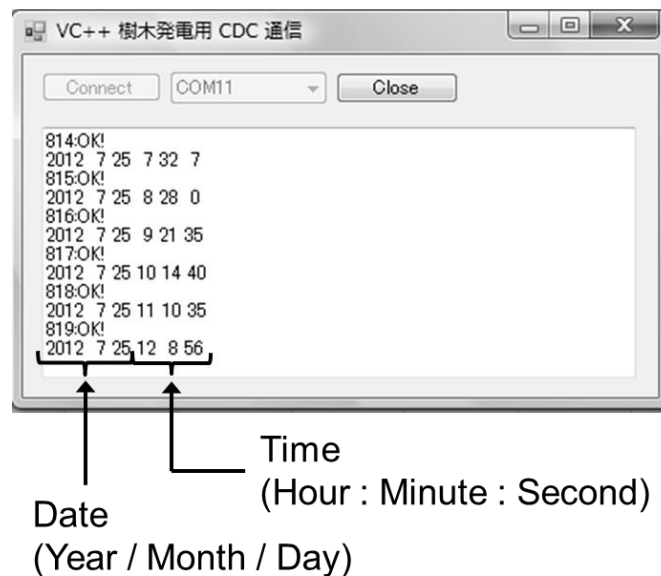 VC++ 樹木発電用 CDC 通信
Connect COM11 Close
814:OK!
2012 7 25 7 32 7
815:OK!
2012 7 25 8 28 0
816:OK!
2012 7 25 9 21 35
817:OK!
2012 7 25 10 14 40
818:OK!
2012 7 25 11 10 35
819:OK!
2012 7 25 12 8 56
Time
(Hour : Minute : Second)
Date
(Year / Month / Day)